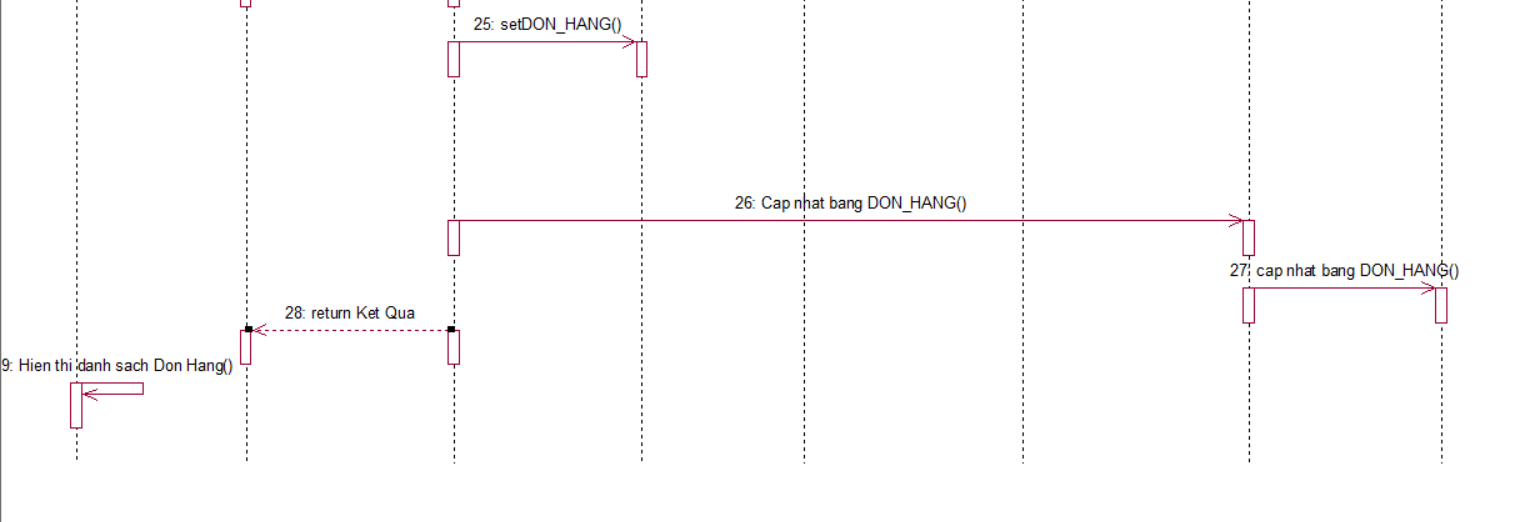 25: setDON_HANG()
26: Cap nhat bang DON_HANG()
27: cap nhat bang DON_HANG()
28: return Ket Qua
9: Hien thi danh sach Don Hang()